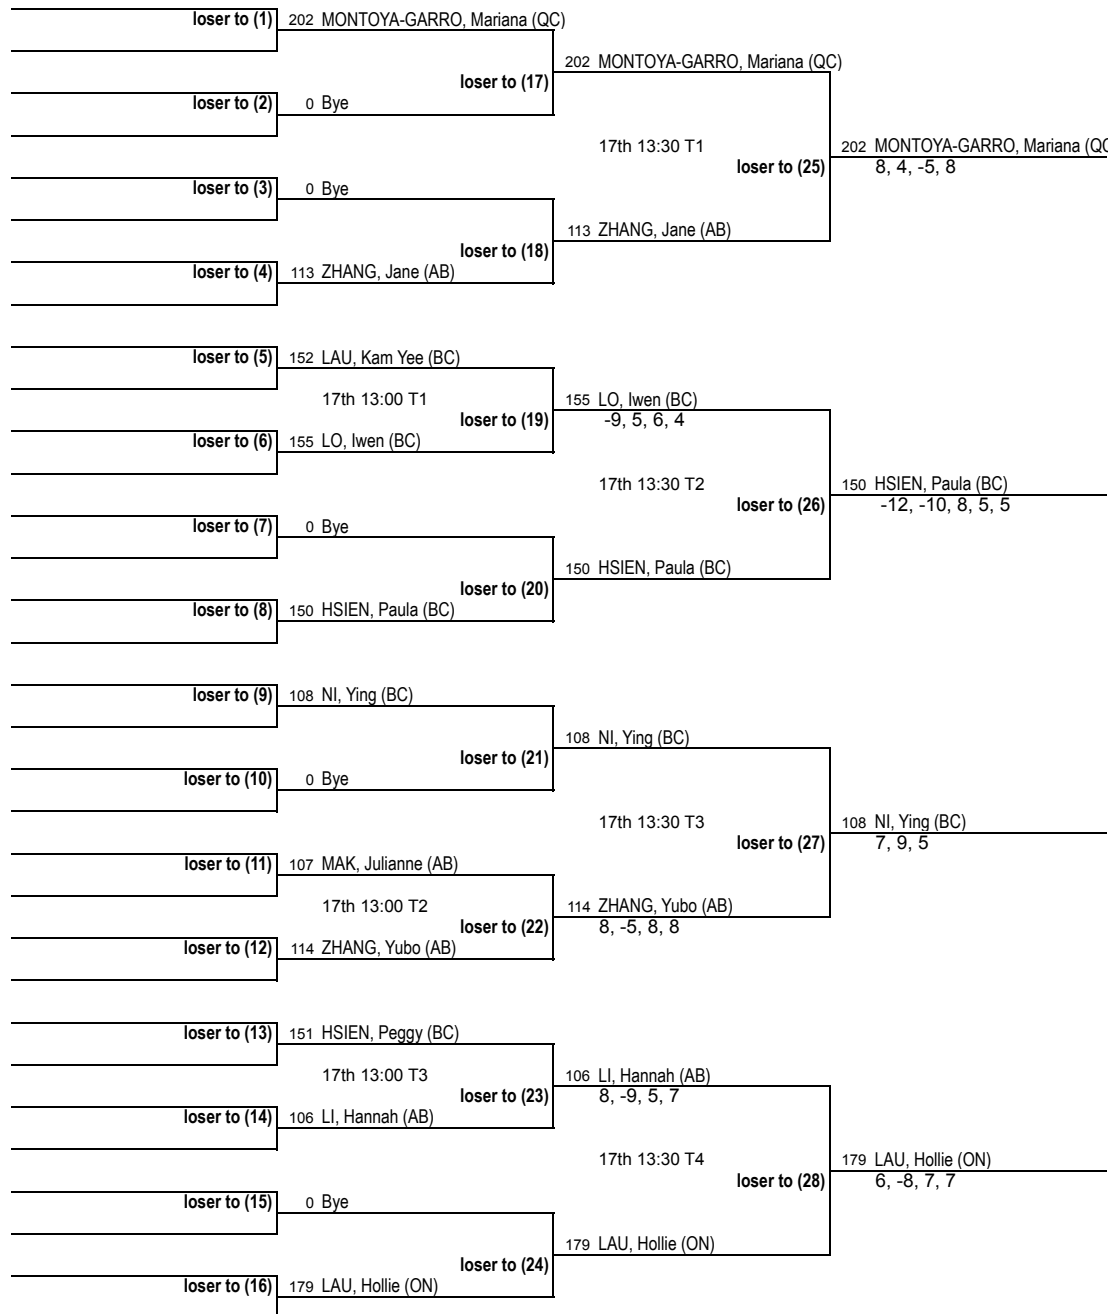 loser to (1) 202 MONTOYA-GARRO, Mariana (QC)
202 MONTOYA-GARRO, Mariana (QC)
loser to (17)
loser to (2) 0 Bye
17th 13:30 T1 202 MONTOYA-GARRO, Mariana (QC
loser to (25) 8, 4, -5, 8
loser to (3) 0 Bye
113 ZHANG, Jane (AB)
loser to (18)
loser to (4) 113 ZHANG, Jane (AB)
loser to (5) 152 LAU, Kam Yee (BC)
17th 13:00 T1 155 LO, Iwen (BC)
loser to (19) -9, 5, 6, 4
loser to (6) 155 LO, Iwen (BC)
17th 13:30 T2 150 HSIEN, Paula (BC)
loser to (26) -12, -10, 8, 5, 5
loser to (7) 0 Bye
150 HSIEN, Paula (BC)
loser to (20)
loser to (8) 150 HSIEN, Paula (BC)
loser to (9) 108 NI, Ying (BC)
108 NI, Ying (BC)
loser to (21)
loser to (10) 0 Bye
17th 13:30 T3 108 NI, Ying (BC)
loser to (27) 7, 9, 5
loser to (11) 107 MAK, Julianne (AB)
17th 13:00 T2 114 ZHANG, Yubo (AB)
loser to (22) 8, -5, 8, 8
loser to (12) 114 ZHANG, Yubo (AB)
loser to (13) 151 HSIEN, Peggy (BC)
17th 13:00 T3 106 LI, Hannah (AB)
loser to (23) 8, -9, 5, 7
loser to (14) 106 LI, Hannah (AB)
17th 13:30 T4 179 LAU, Hollie (ON)
loser to (28) 6, -8, 7, 7
loser to (15) 0 Bye
179 LAU, Hollie (ON)
loser to (24)
loser to (16) 179 LAU, Hollie (ON)